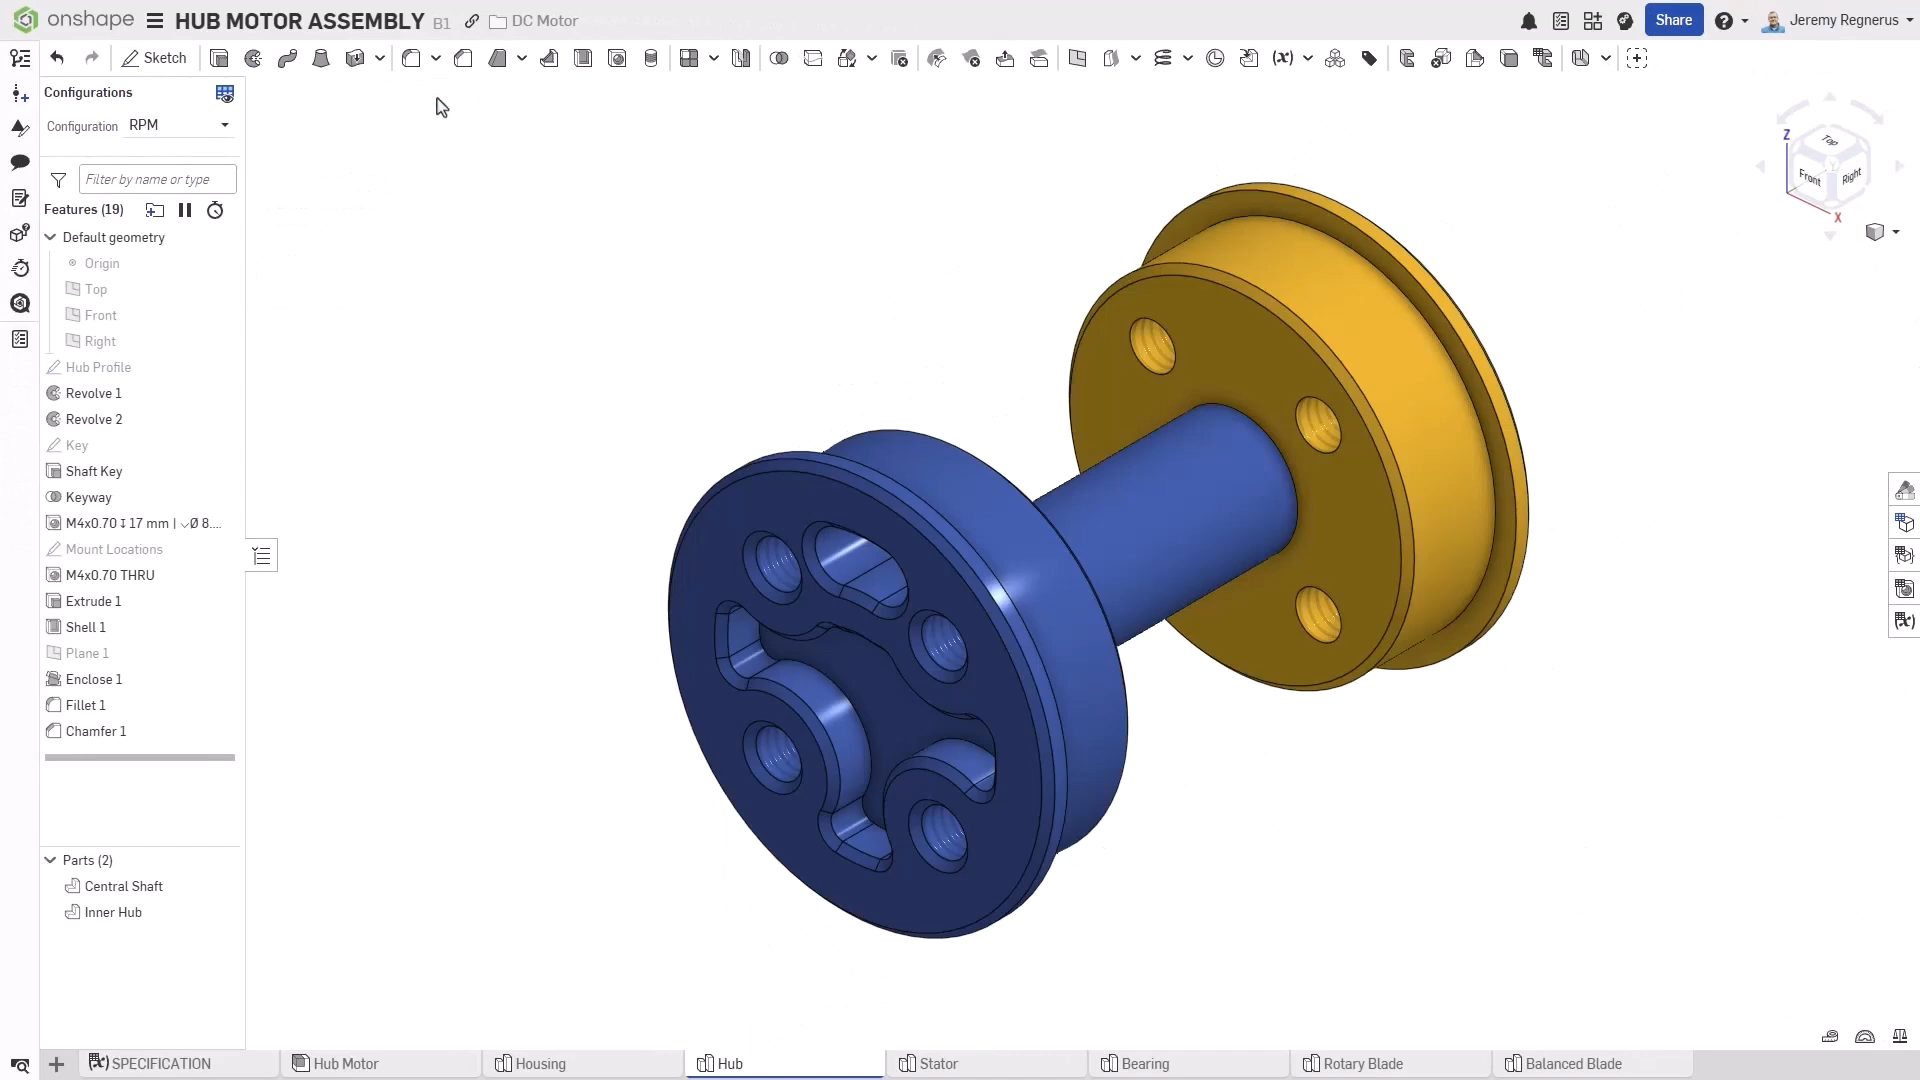 onshape HUB MOTOR ASSEMBLY B1 DC Motor Share Jeremy Regnerus
Sketch
Configurations
Configuration RPM
Filter by name or type
Features (19)
Default geometry
Origin
Top
Front
Right
Hub Profile
Revolve 1
Revolve 2
Key
Shaft Key
Keyway
M4x0.70 ↧ 17 mm | ⌵Ø 8....
Mount Locations
M4x0.70 THRU
Extrude 1
Shell 1
Plane 1
Enclose 1
Fillet 1
Chamfer 1
Parts (2)
Central Shaft
Inner Hub
Z
Top
Front
Right
X
SPECIFICATION
Hub Motor
Housing
Hub
Stator
Bearing
Rotary Blade
Balanced Blade